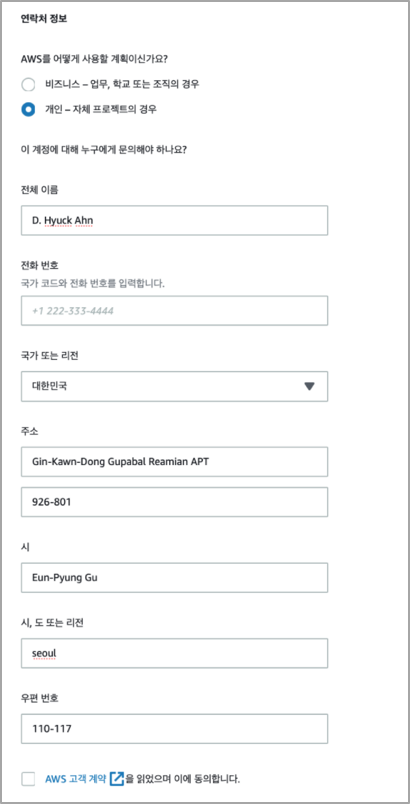 연락처 정보
AWS를 어떻게 사용할 계획이신가요?
비즈니스 – 업무, 학교 또는 조직의 경우
개인 – 자체 프로젝트의 경우
이 계정에 대해 누구에게 문의해야 하나요?
전체 이름
D. Hyuck Ahn
전화 번호
국가 코드와 전화 번호를 입력합니다.
+1 222-333-4444
국가 또는 리전
대한민국
주소
Gin-Kawn-Dong Gupabal Reamian APT
926-801
시
Eun-Pyung Gu
시, 도 또는 리전
seoul
우편 번호
110-117
AWS 고객 계약을 읽었으며 이에 동의합니다.